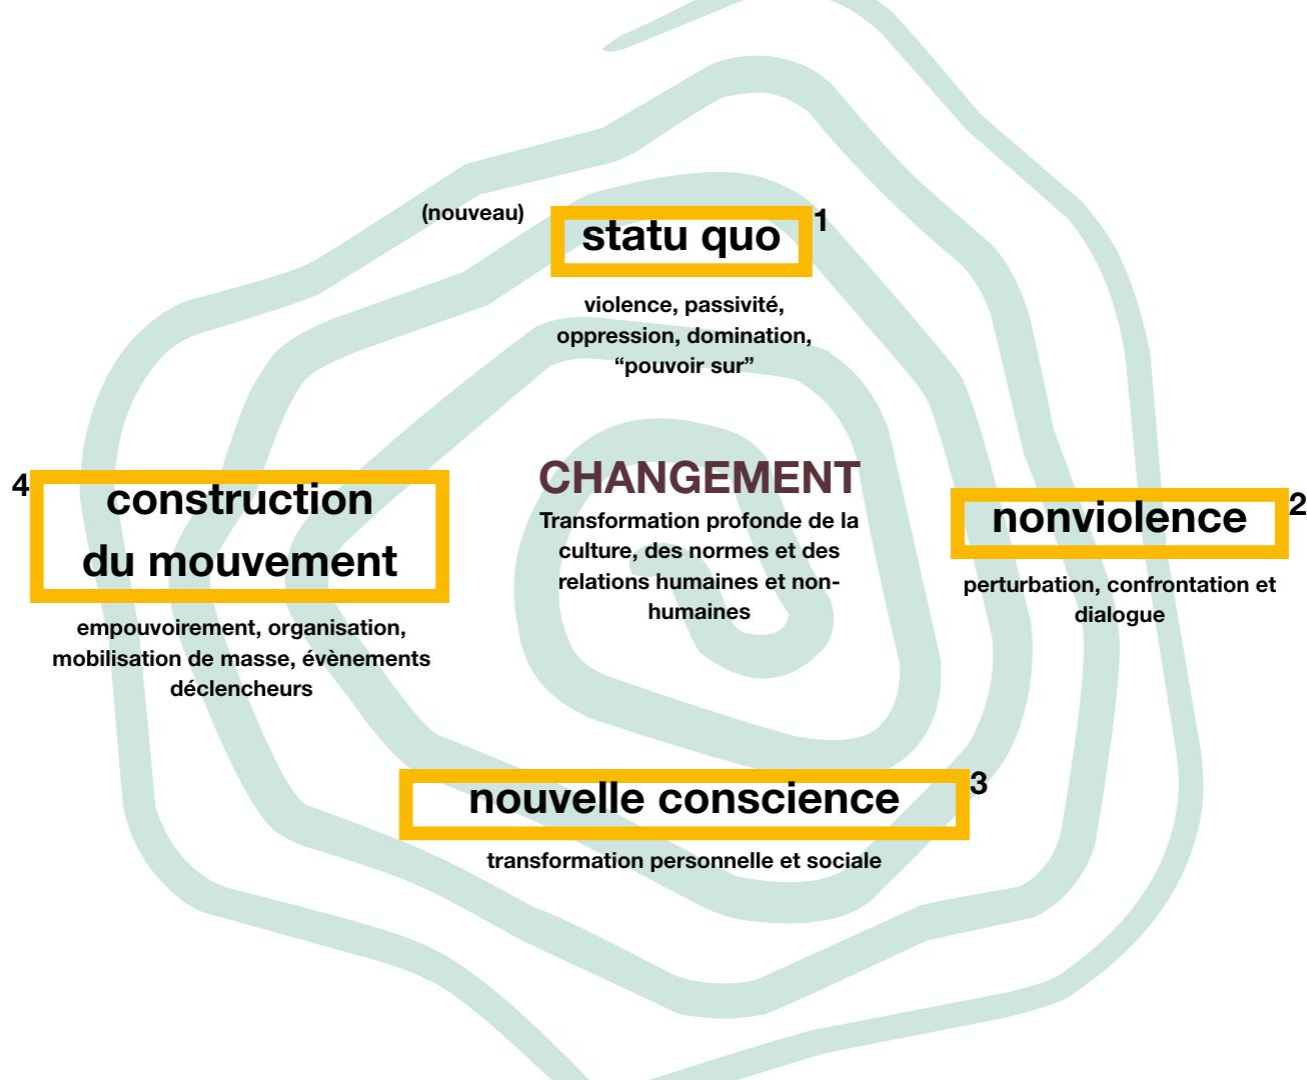 (nouveau)
statu quo
1
violence, passivité,
oppression, domination,
“pouvoir sur”
CHANGEMENT
Transformation profonde de la
culture, des normes et des
relations humaines et non-
humaines
nonviolence
2
perturbation, confrontation et
dialogue
nouvelle conscience
3
transformation personnelle et sociale
4
construction
du mouvement
empouvoirement, organisation,
mobilisation de masse, évènements
déclencheurs